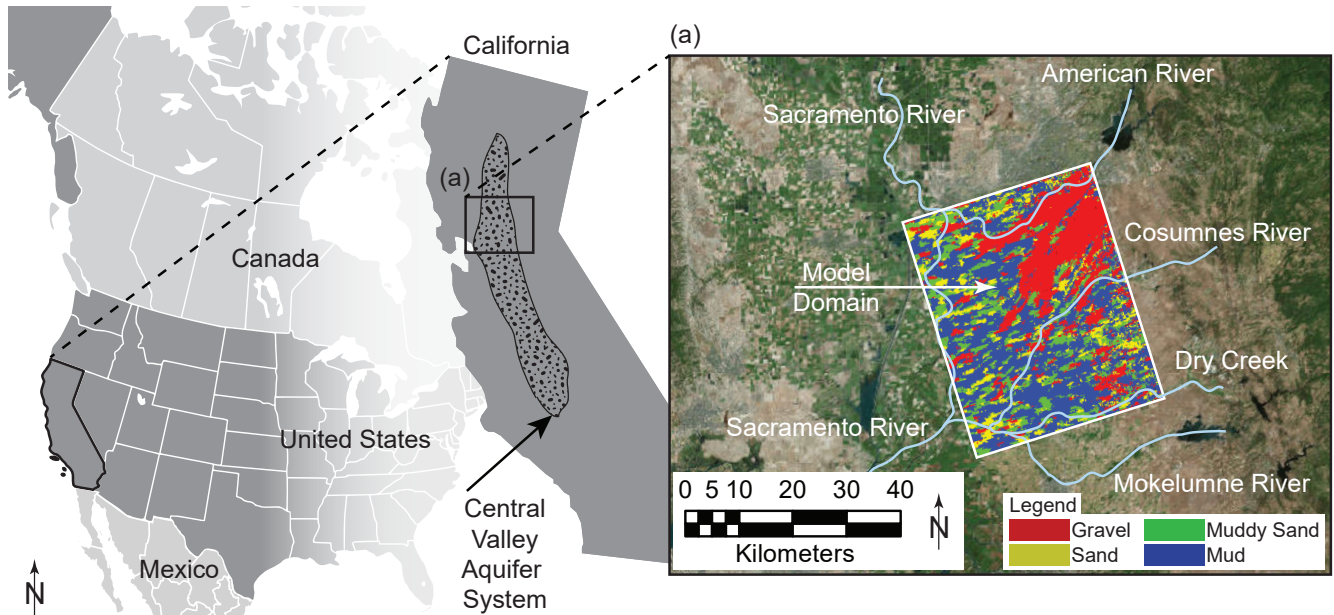 California
(a)
Canada
United States
Mexico
N
Central
Valley
Aquifer
System
(a)
American River
Sacramento River
Cosumnes River
Model
Domain
Dry Creek
Sacramento River
Mokelumne River
0 5 10 20 30 40
Kilometers
N
Legend
Gravel
Muddy Sand
Sand
Mud